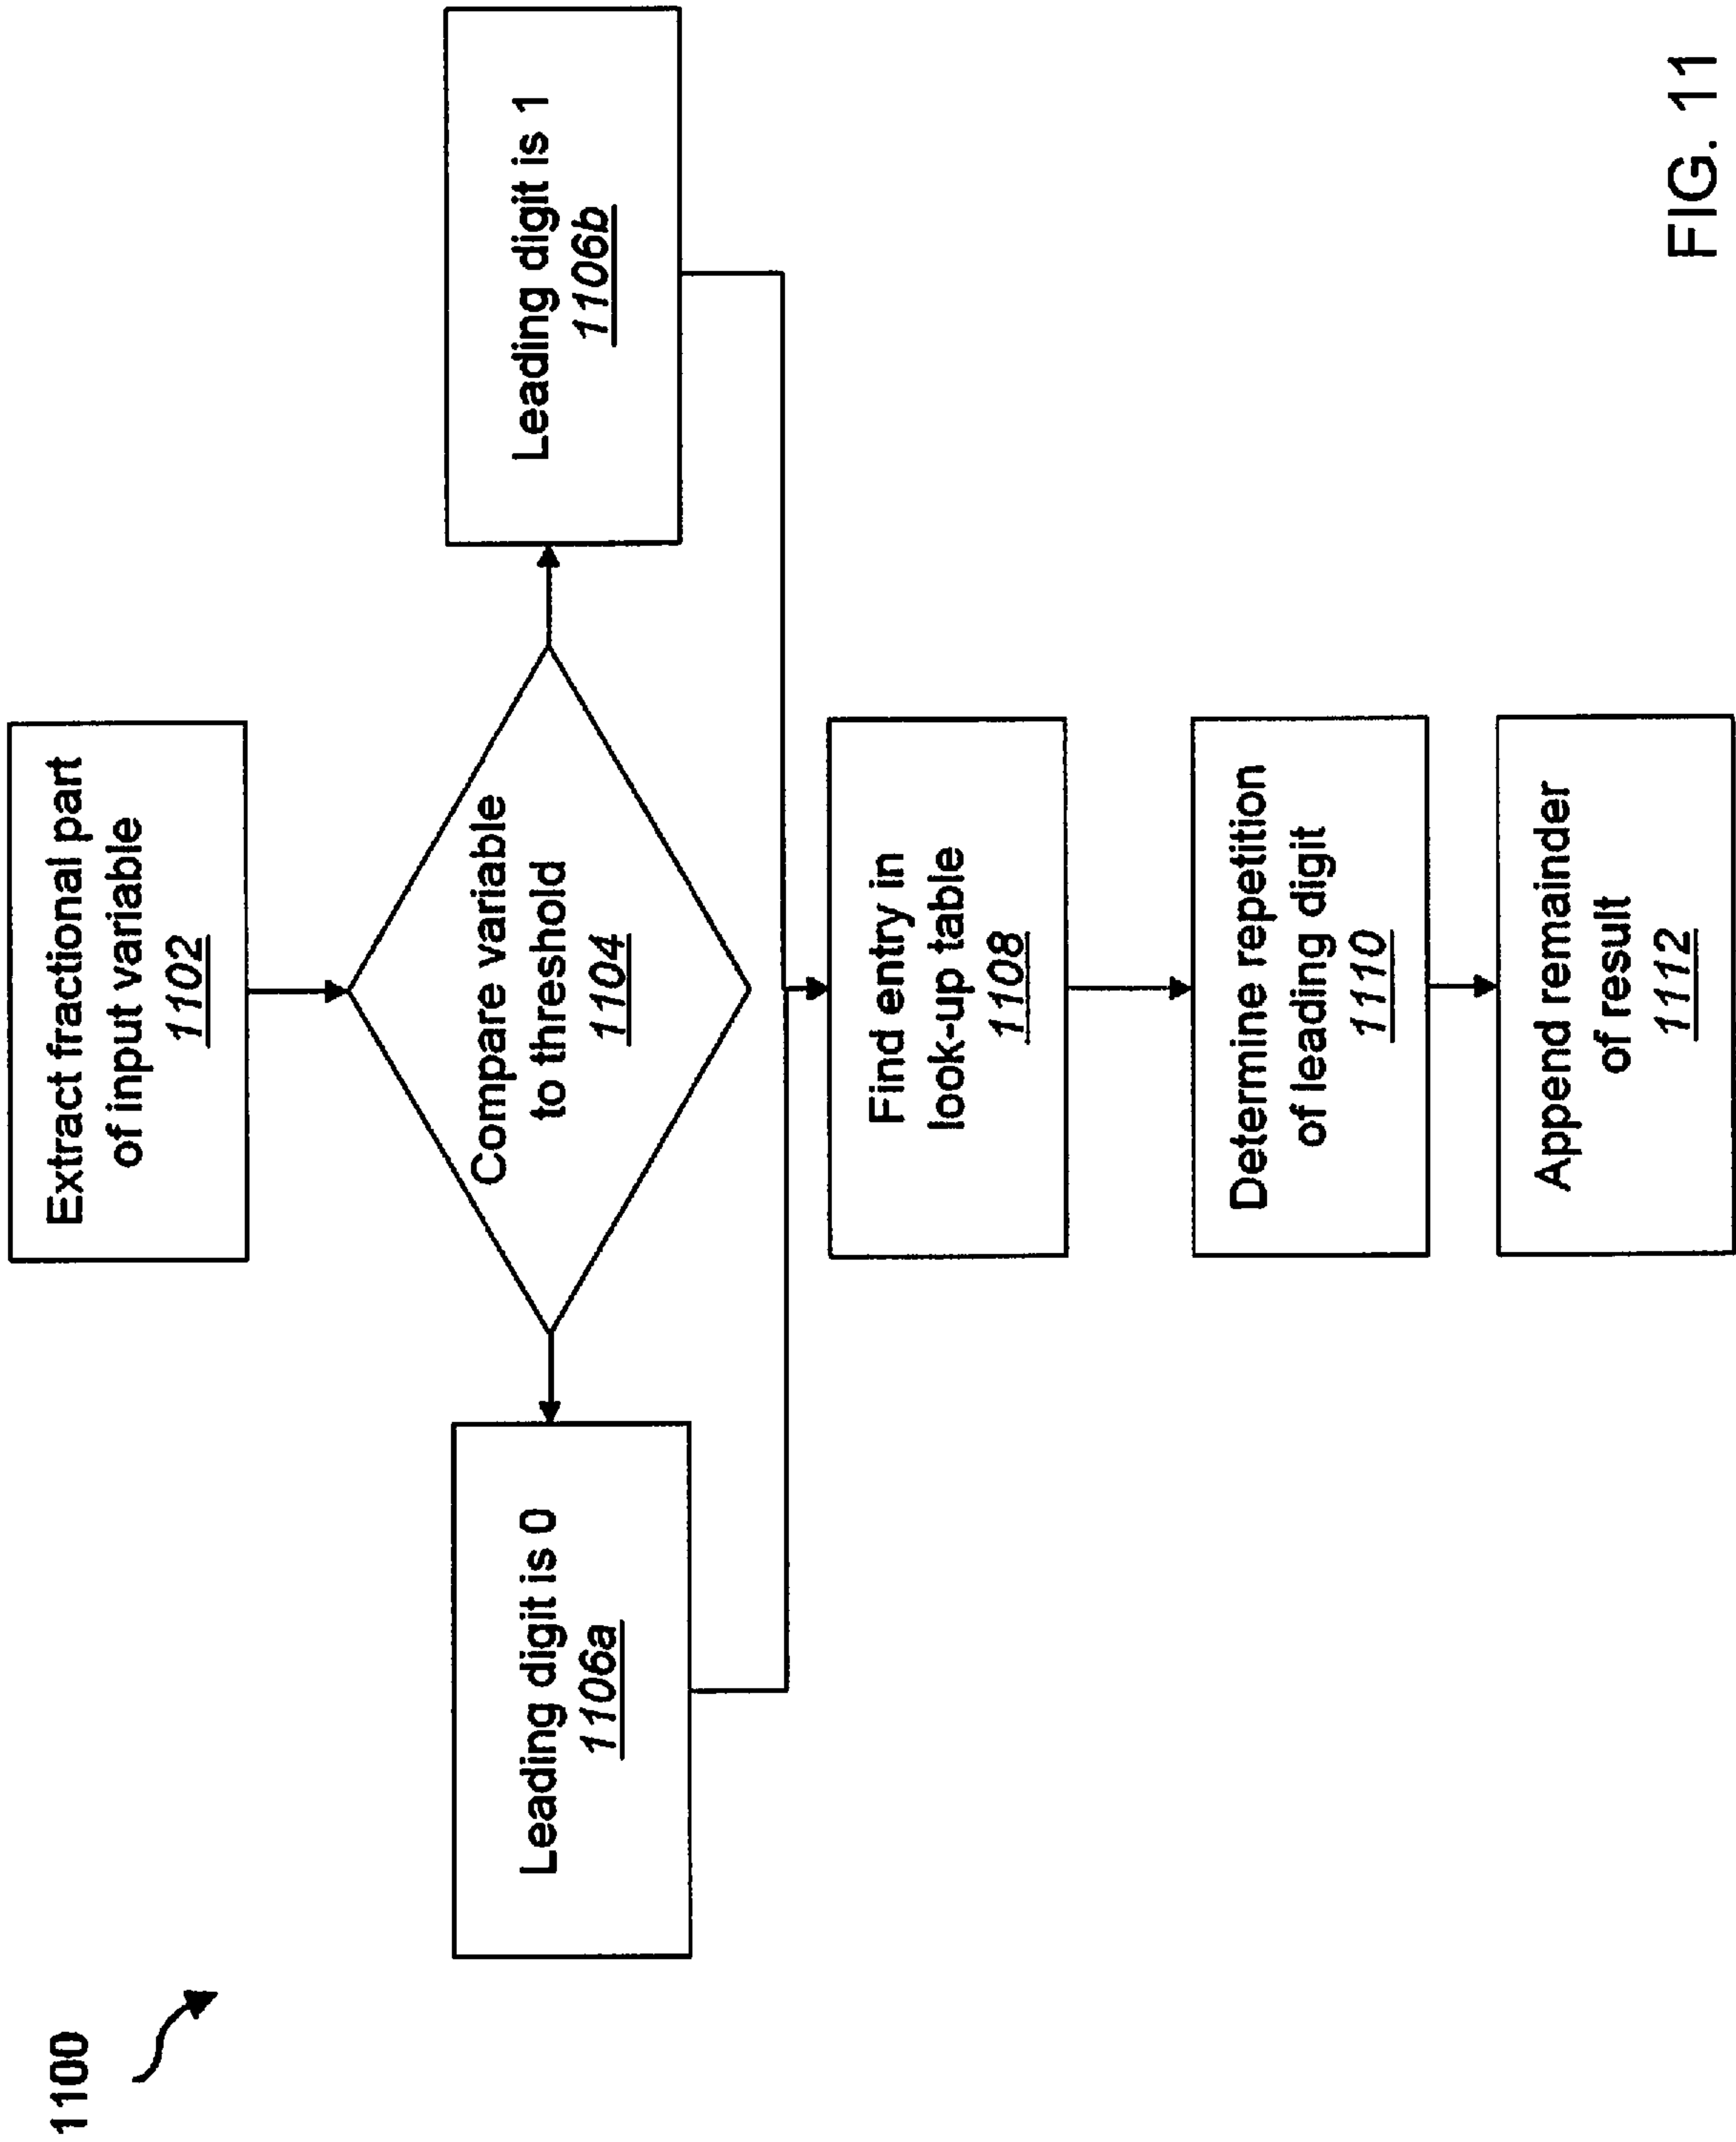 1100
Extract fractional part
of input variable
1102
Compare variable
to threshold
1104
Leading digit is 0
1106a
Leading digit is 1
1106b
Find entry in
look-up table
1108
Determine repetition
of leading digit
1110
Append remainder
of result
1112
FIG. 11